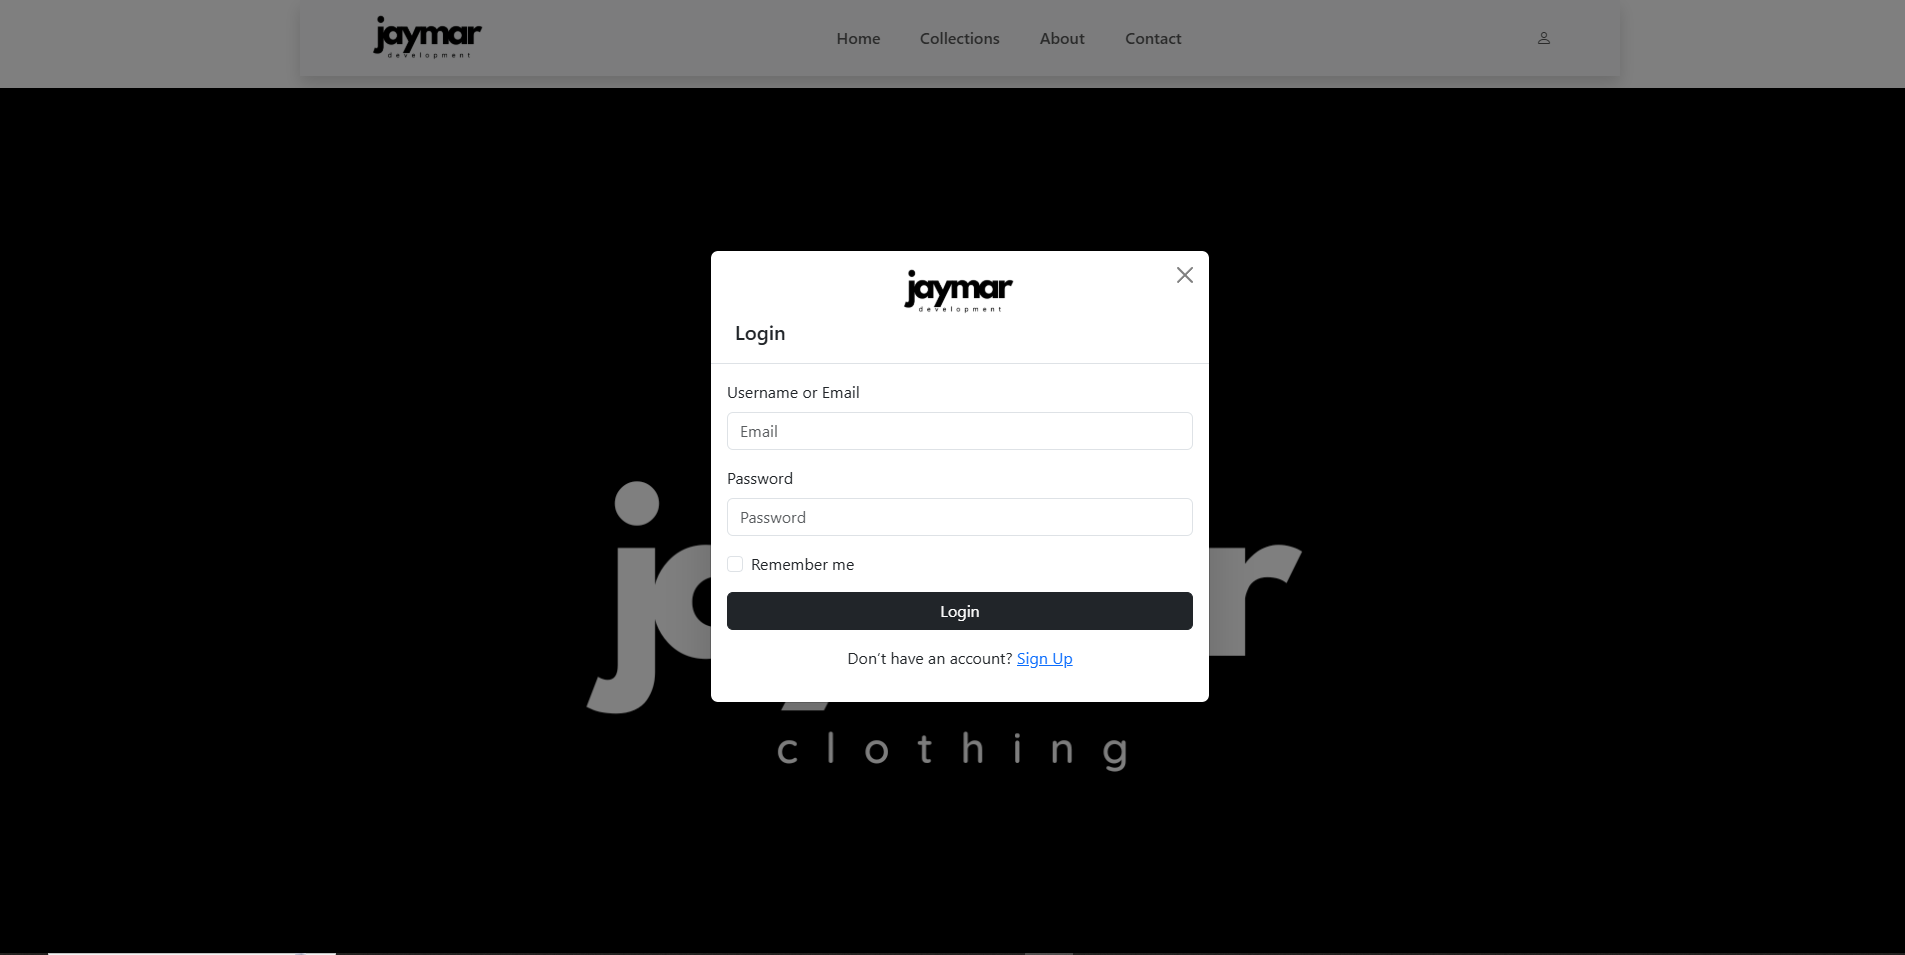 jaymar
development
Home Collections About Contact
jaymar
development
Login
Username or Email
Email
Password
Password
Remember me
Login
Don't have an account? Sign Up
clothing